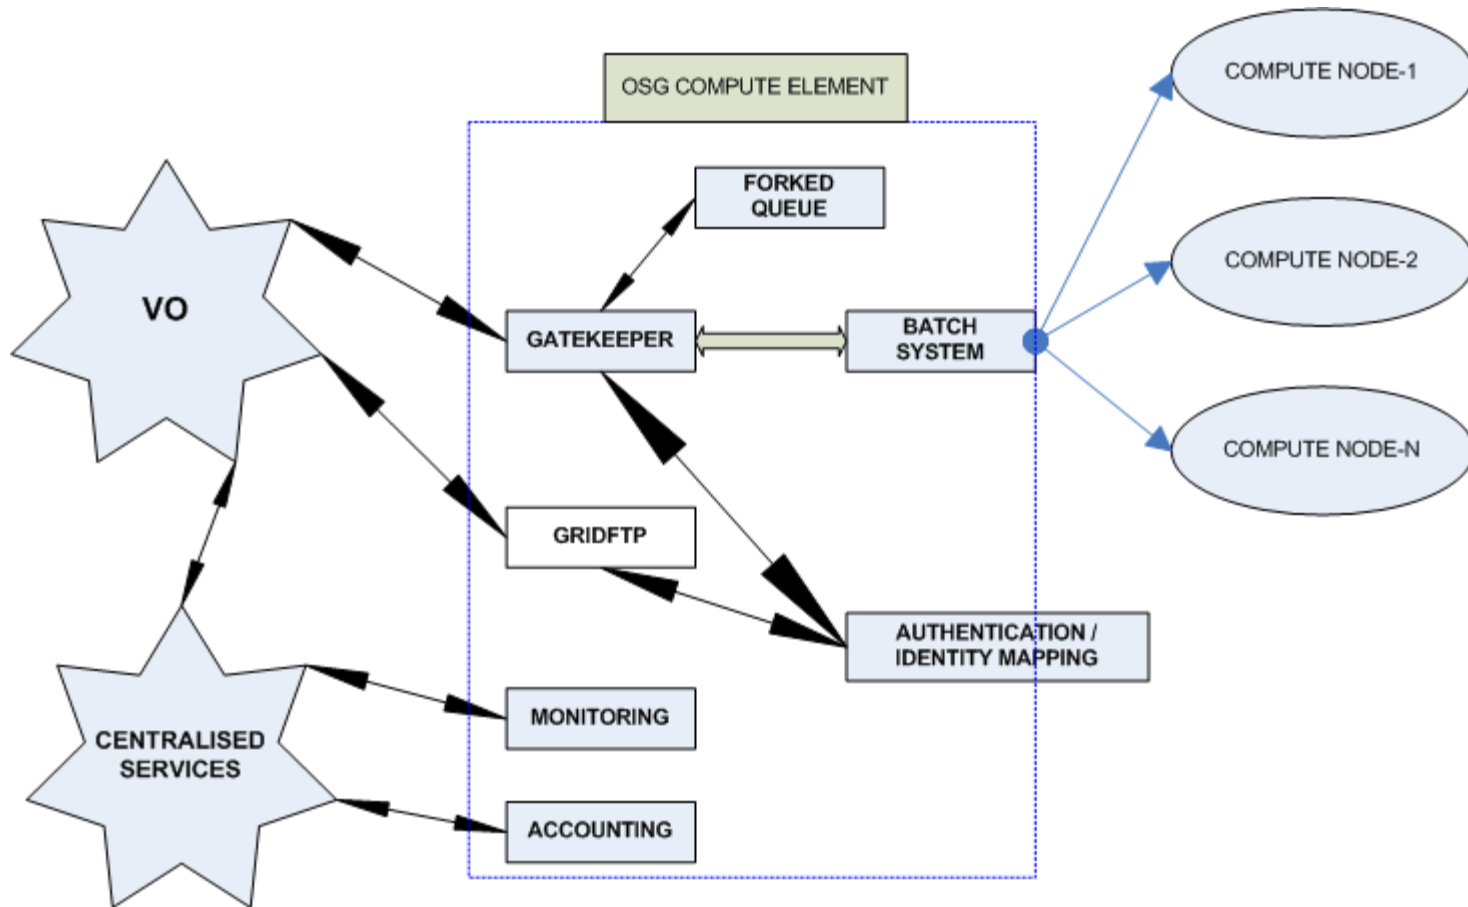 OSG COMPUTE ELEMENT
COMPUTE NODE-1
FORKED
QUEUE
COMPUTE NODE-2
VO
GATEKEEPER
BATCH
SYSTEM
COMPUTE NODE-N
GRIDFTP
AUTHENTICATION /
IDENTITY MAPPING
MONITORING
CENTRALISED
SERVICES
ACCOUNTING